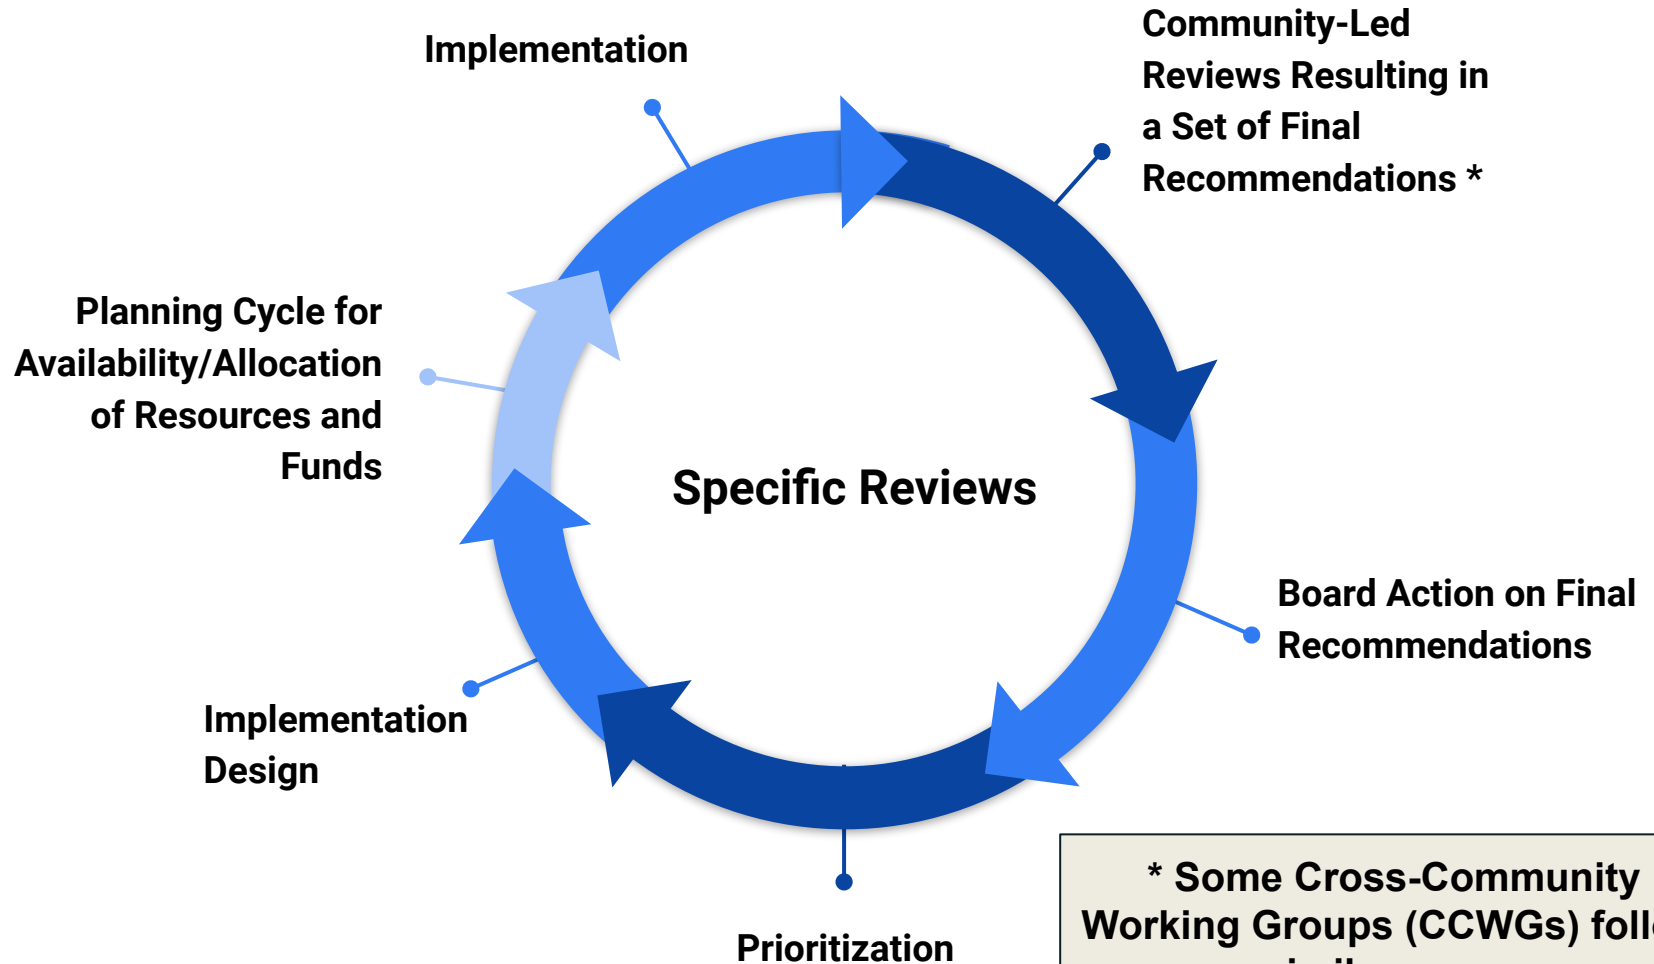 Implementation
Community-Led
Reviews Resulting in
a Set of Final
Recommendations *
Planning Cycle for
Availability/Allocation
of Resources and
Funds
Specific Reviews
Board Action on Final
Recommendations
Implementation
Design
Prioritization
* Some Cross-Community
Working Groups (CCWGs)